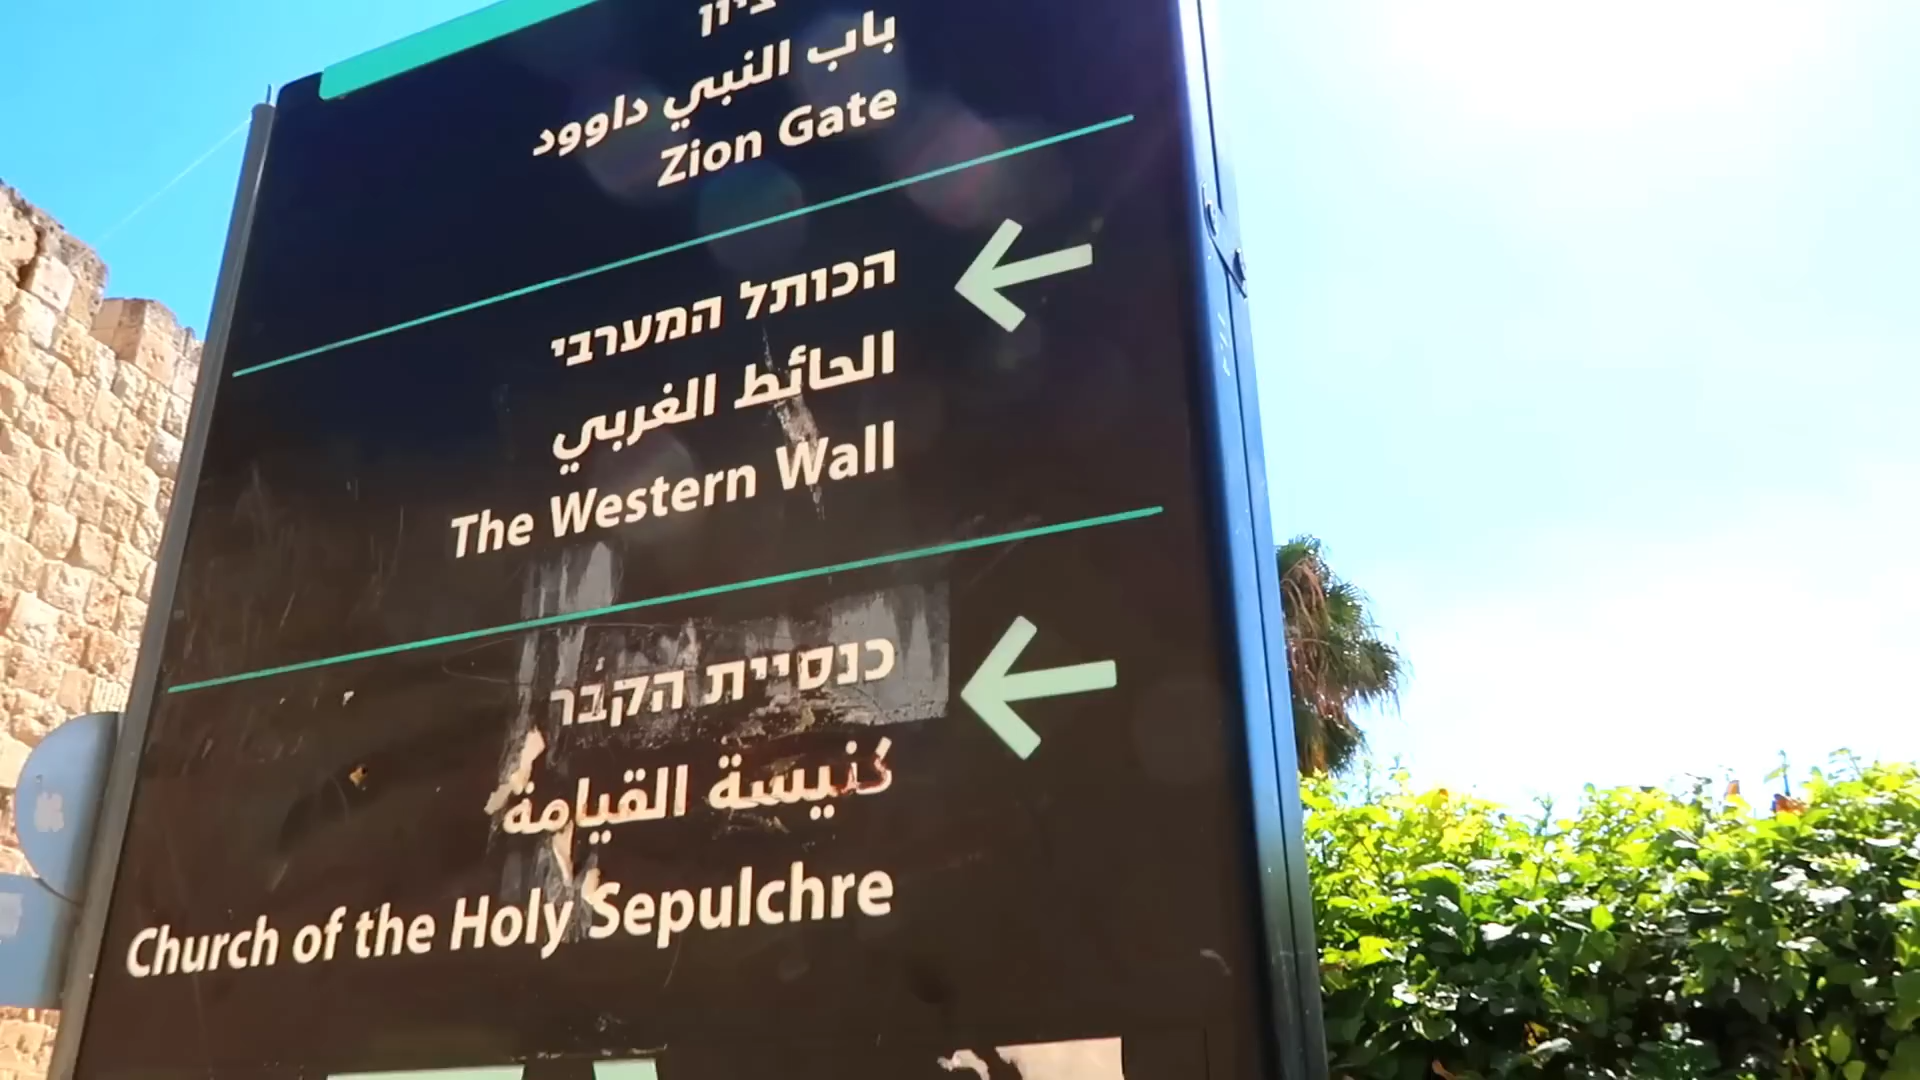 ציון
باب النبي داوود
Zion Gate
הכותל המערבי
الحائط الغربي
The Western Wall
כנסיית הקבר
كنيسة القيامة
Church of the Holy Sepulchre